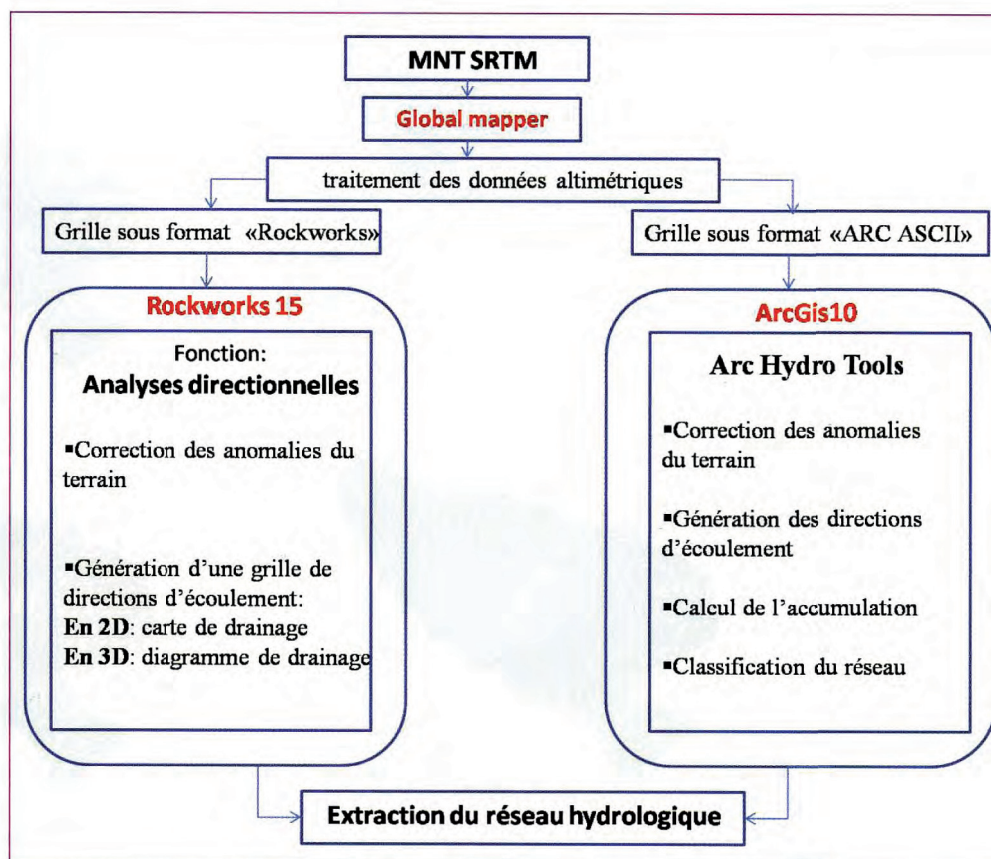 MNT SRTM
Global mapper
traitement des données altimétriques
Grille sous format «Rockworks»
Grille sous format «ARC ASCII»
Rockworks 15
Fonction:
Analyses directionnelles
▪Correction des anomalies du
terrain
▪Génération d'une grille de
directions d'écoulement:
En 2D: carte de drainage
En 3D: diagramme de drainage
ArcGis10
Arc Hydro Tools
▪Correction des anomalies
du terrain
▪Génération des directions
d'écoulement
▪Calcul de l'accumulation
▪Classification du réseau
Extraction du réseau hydrologique